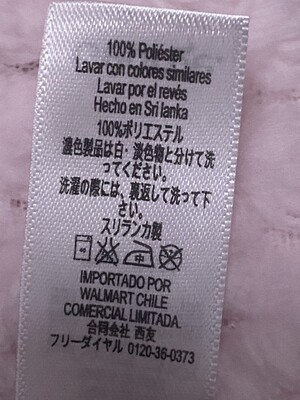 100% Poliéster
Lavar con colores similares
Lavar por el revés
Hecho en Sri lanka
100%ポリエステル
濃色製品は白・淡色物と分けて洗
ってください。
洗濯の際には、裏返して洗って下
さい。
スリランカ製
IMPORTADO POR
WALMART CHILE
COMERCIAL LIMITADA.
合同会社 西友
フリーダイヤル 0120-36-0373